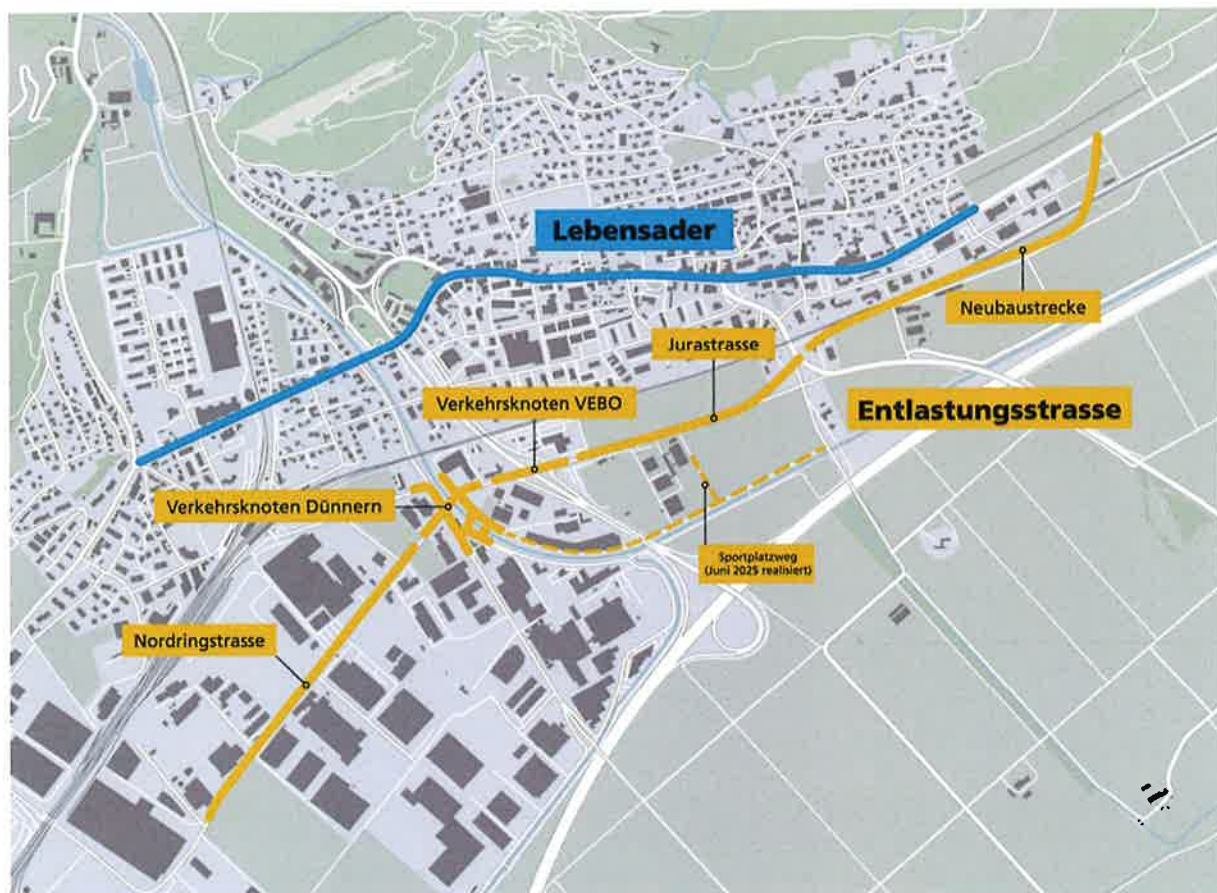 Lebensader
Neubaustrecke
Jurastrasse
Verkehrsknoten VEBO
Entlastungsstrasse
Verkehrsknoten Dünnern
Sportplatzweg
(Juni 2025 realisiert)
Nordringstrasse